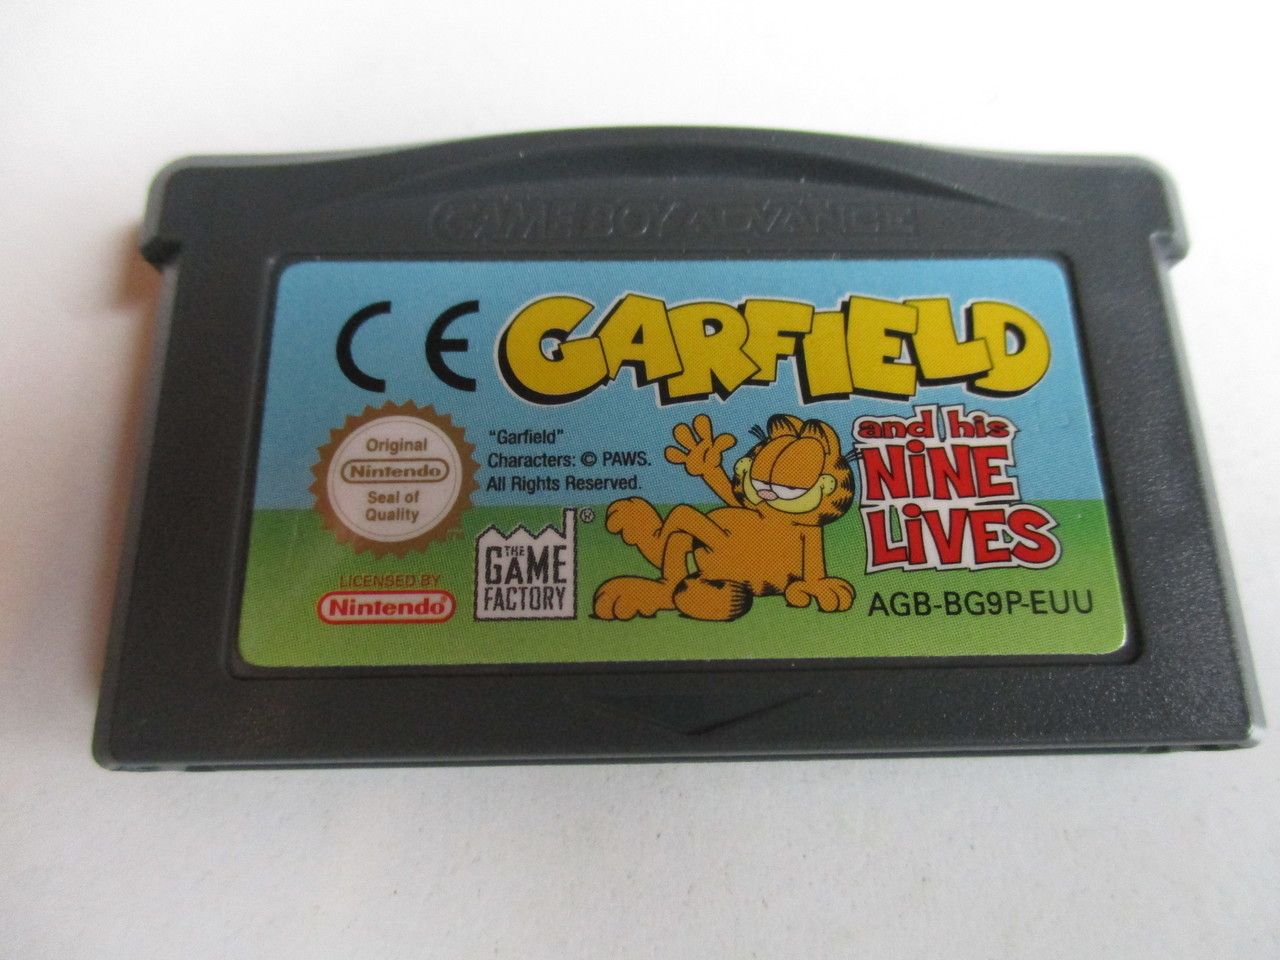 GAME BOY ADVANCE
CE
GARFIELD
and his
NiNE
LiVES
Original
Nintendo
Seal of
Quality
"Garfield"
Characters: © PAWS.
All Rights Reserved.
LICENSED BY
Nintendo
THE
GAME
FACTORY
®
AGB-BG9P-EUU